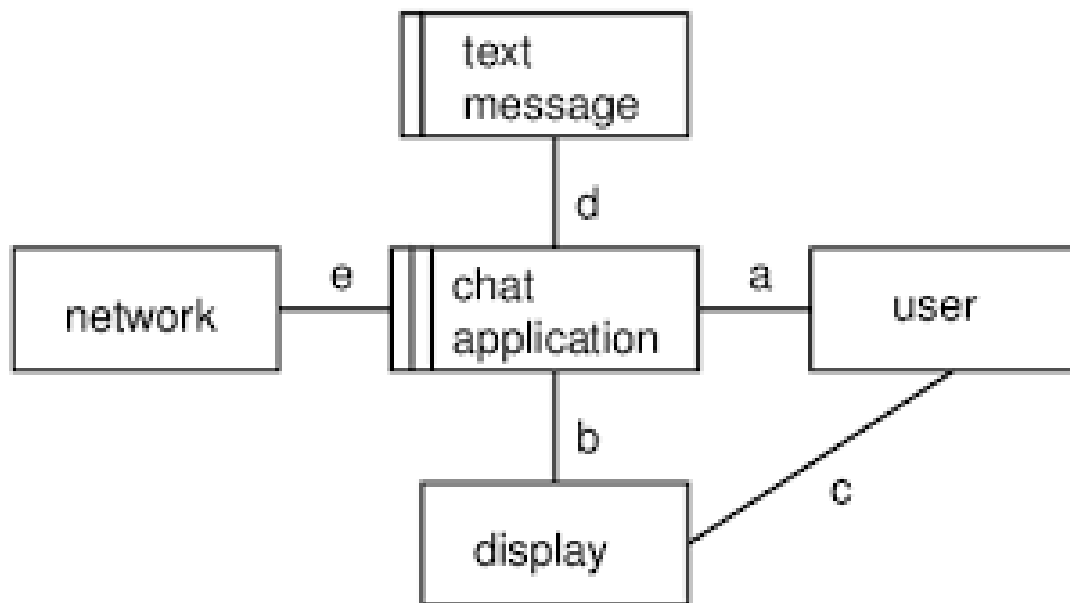 text
message
d
network
e
chat
application
a
user
b
c
display